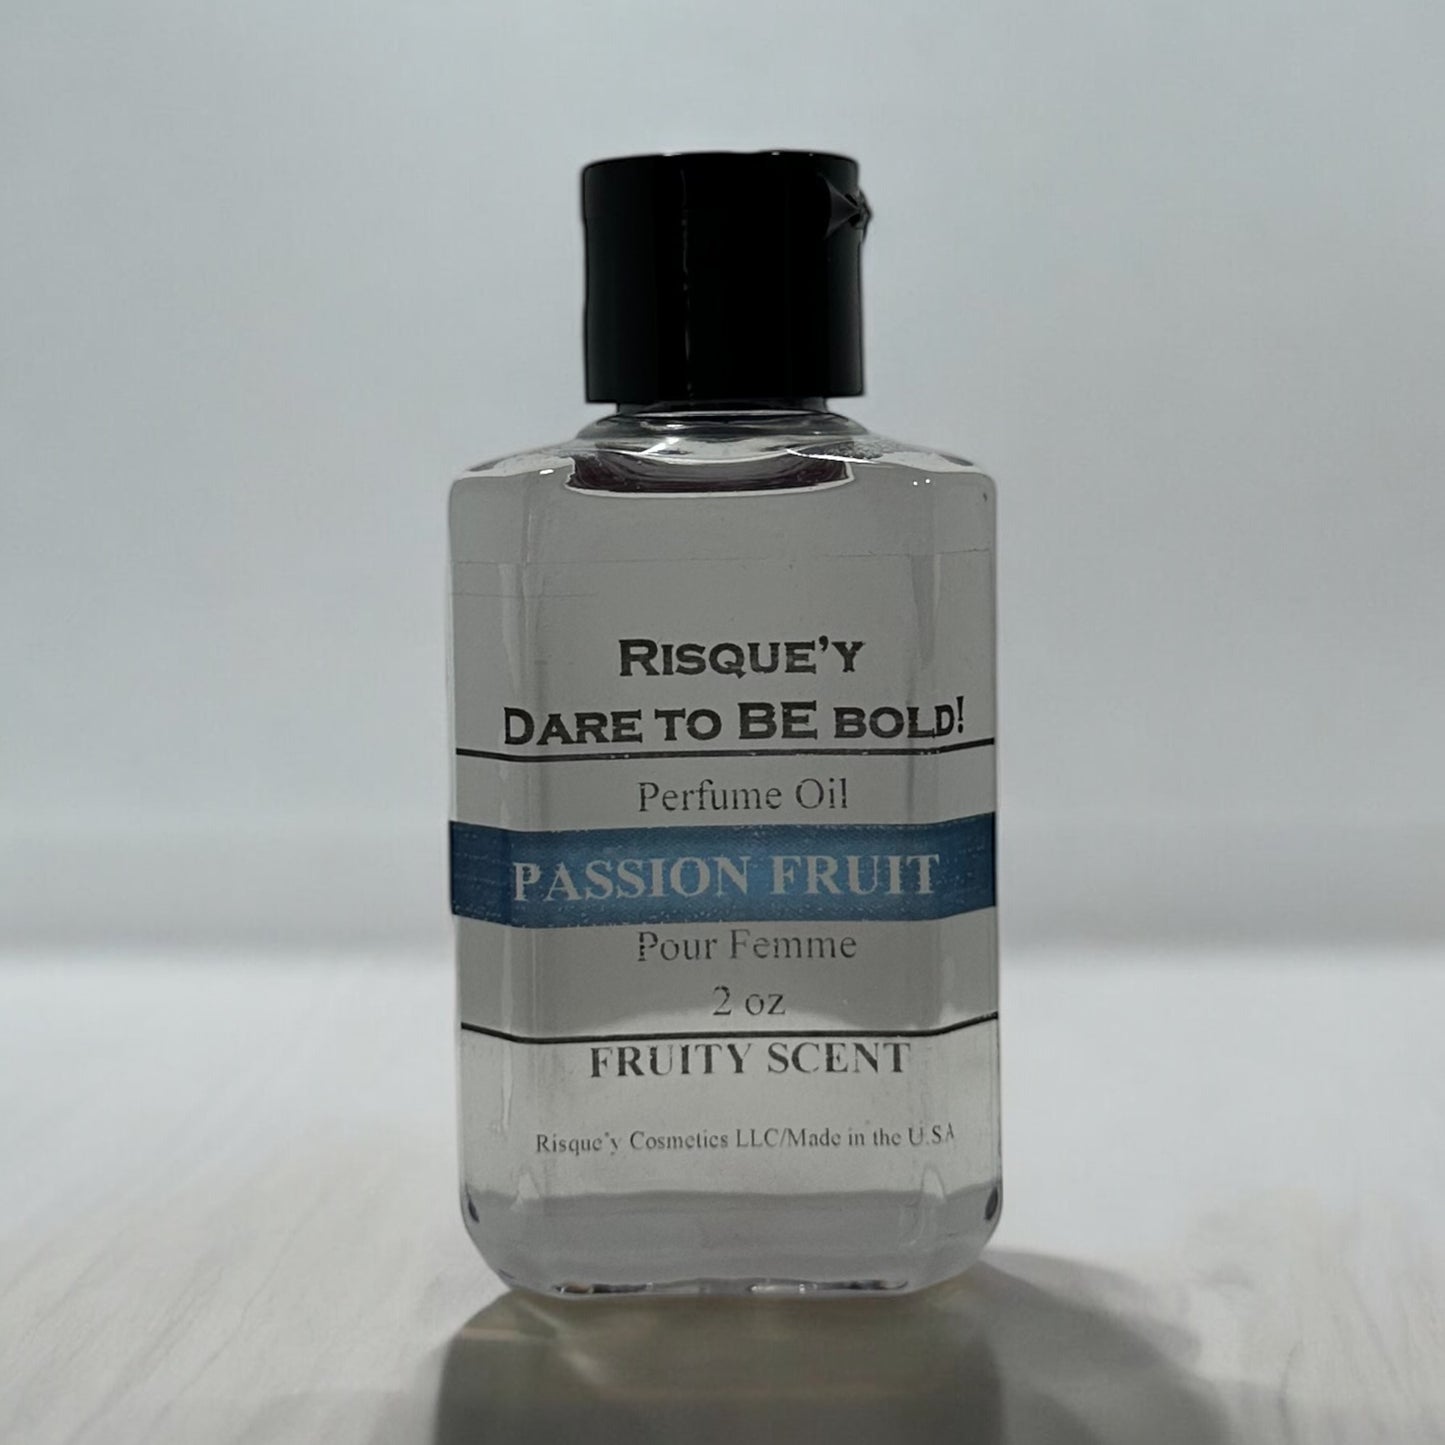 Risque'y
Dare to BE bold!
Perfume Oil
PASSION FRUIT
Pour Femme
2 oz
FRUITY SCENT
Risque'y Cosmetics LLC/Made in the U.S.A